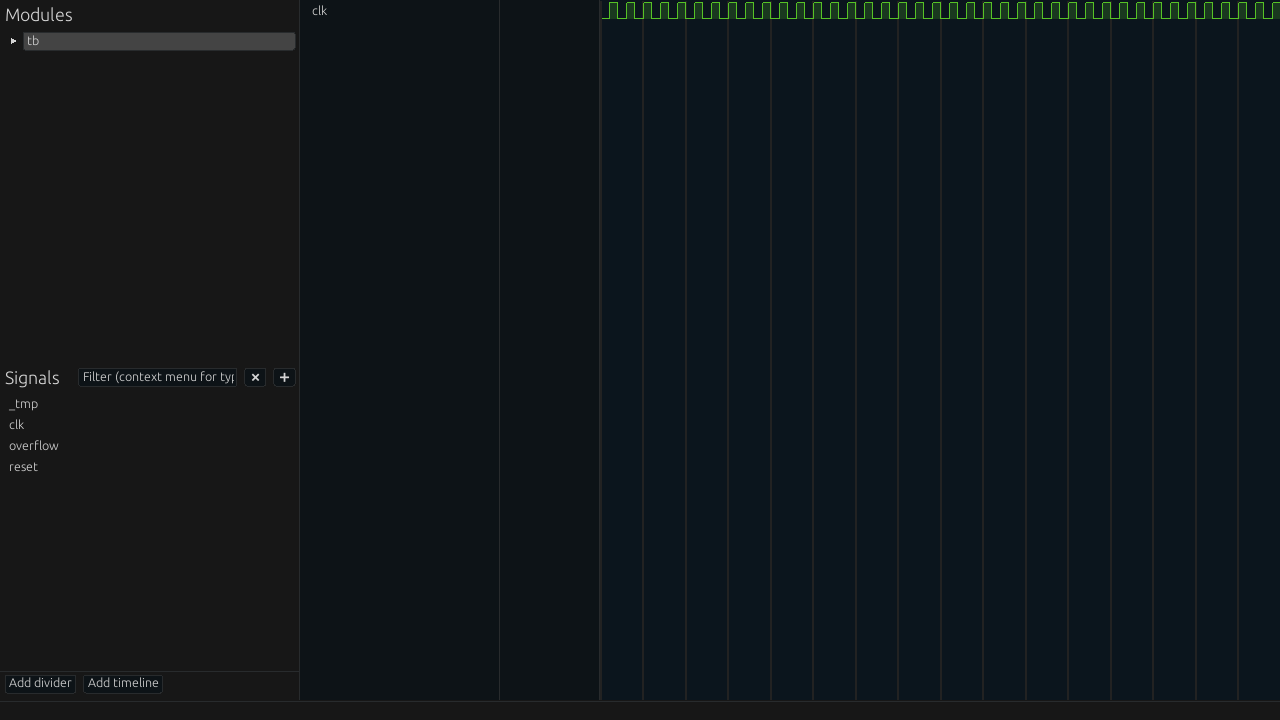 Modules
tb
clk
Signals
Filter (context menu for typ
_tmp
clk
overflow
reset
Add divider
Add timeline